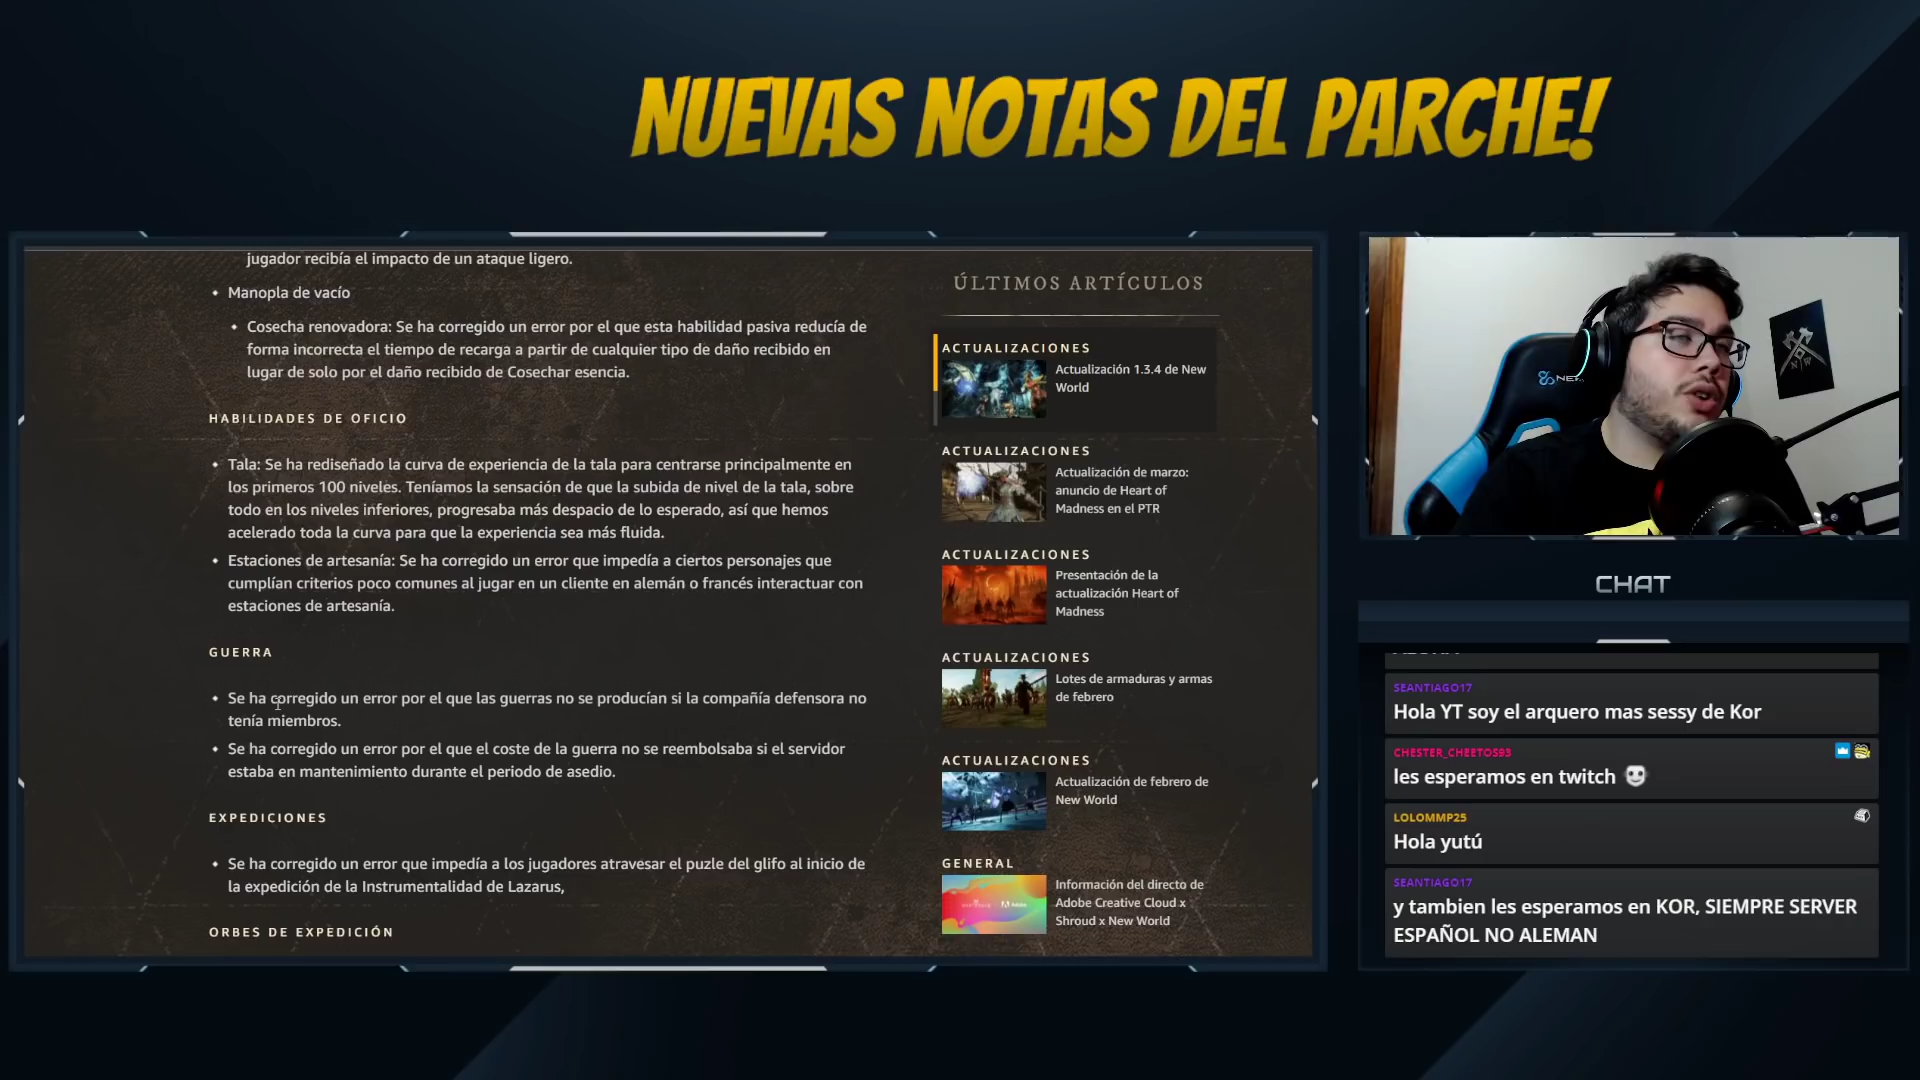 NUEVAS NOTAS DEL PARCHE!
jugador recibía el impacto de un ataque ligero.
• Manopla de vacío
• Cosecha renovadora: Se ha corregido un error por el que esta habilidad pasiva reducía de
forma incorrecta el tiempo de recarga a partir de cualquier tipo de daño recibido en
lugar de solo por el daño recibido de Cosechar esencia.
HABILIDADES DE OFICIO
• Tala: Se ha rediseñado la curva de experiencia de la tala para centrarse principalmente en
los primeros 100 niveles. Teníamos la sensación de que la subida de nivel de la tala, sobre
todo en los niveles inferiores, progresaba más despacio de lo esperado, así que hemos
acelerado toda la curva para que la experiencia sea más fluida.
• Estaciones de artesanía: Se ha corregido un error que impedía a ciertos personajes que
cumplían criterios poco comunes al jugar en un cliente en alemán o francés interactuar con
estaciones de artesanía.
GUERRA
• Se ha corregido un error por el que las guerras no se producían si la compañía defensora no
tenía miembros.
• Se ha corregido un error por el que el coste de la guerra no se reembolsaba si el servidor
estaba en mantenimiento durante el periodo de asedio.
EXPEDICIONES
• Se ha corregido un error que impedía a los jugadores atravesar el puzle del glifo al inicio de
la expedición de la Instrumentalidad de Lazarus,
ORBES DE EXPEDICIÓN
ÚLTIMOS ARTÍCULOS
ACTUALIZACIONES
Actualización 1.3.4 de New
World
ACTUALIZACIONES
Actualización de marzo:
anuncio de Heart of
Madness en el PTR
ACTUALIZACIONES
Presentación de la
actualización Heart of
Madness
ACTUALIZACIONES
Lotes de armaduras y armas
de febrero
ACTUALIZACIONES
Actualización de febrero de
New World
GENERAL
Información del directo de
Adobe Creative Cloud x
Shroud x New World
CHAT
SEANTIAGO17
Hola YT soy el arquero mas sessy de Kor
CHESTER_CHEETOS93
les esperamos en twitch
LOLOMMP25
Hola yutú
SEANTIAGO17
y tambien les esperamos en KOR, SIEMPRE SERVER
ESPAÑOL NO ALEMAN